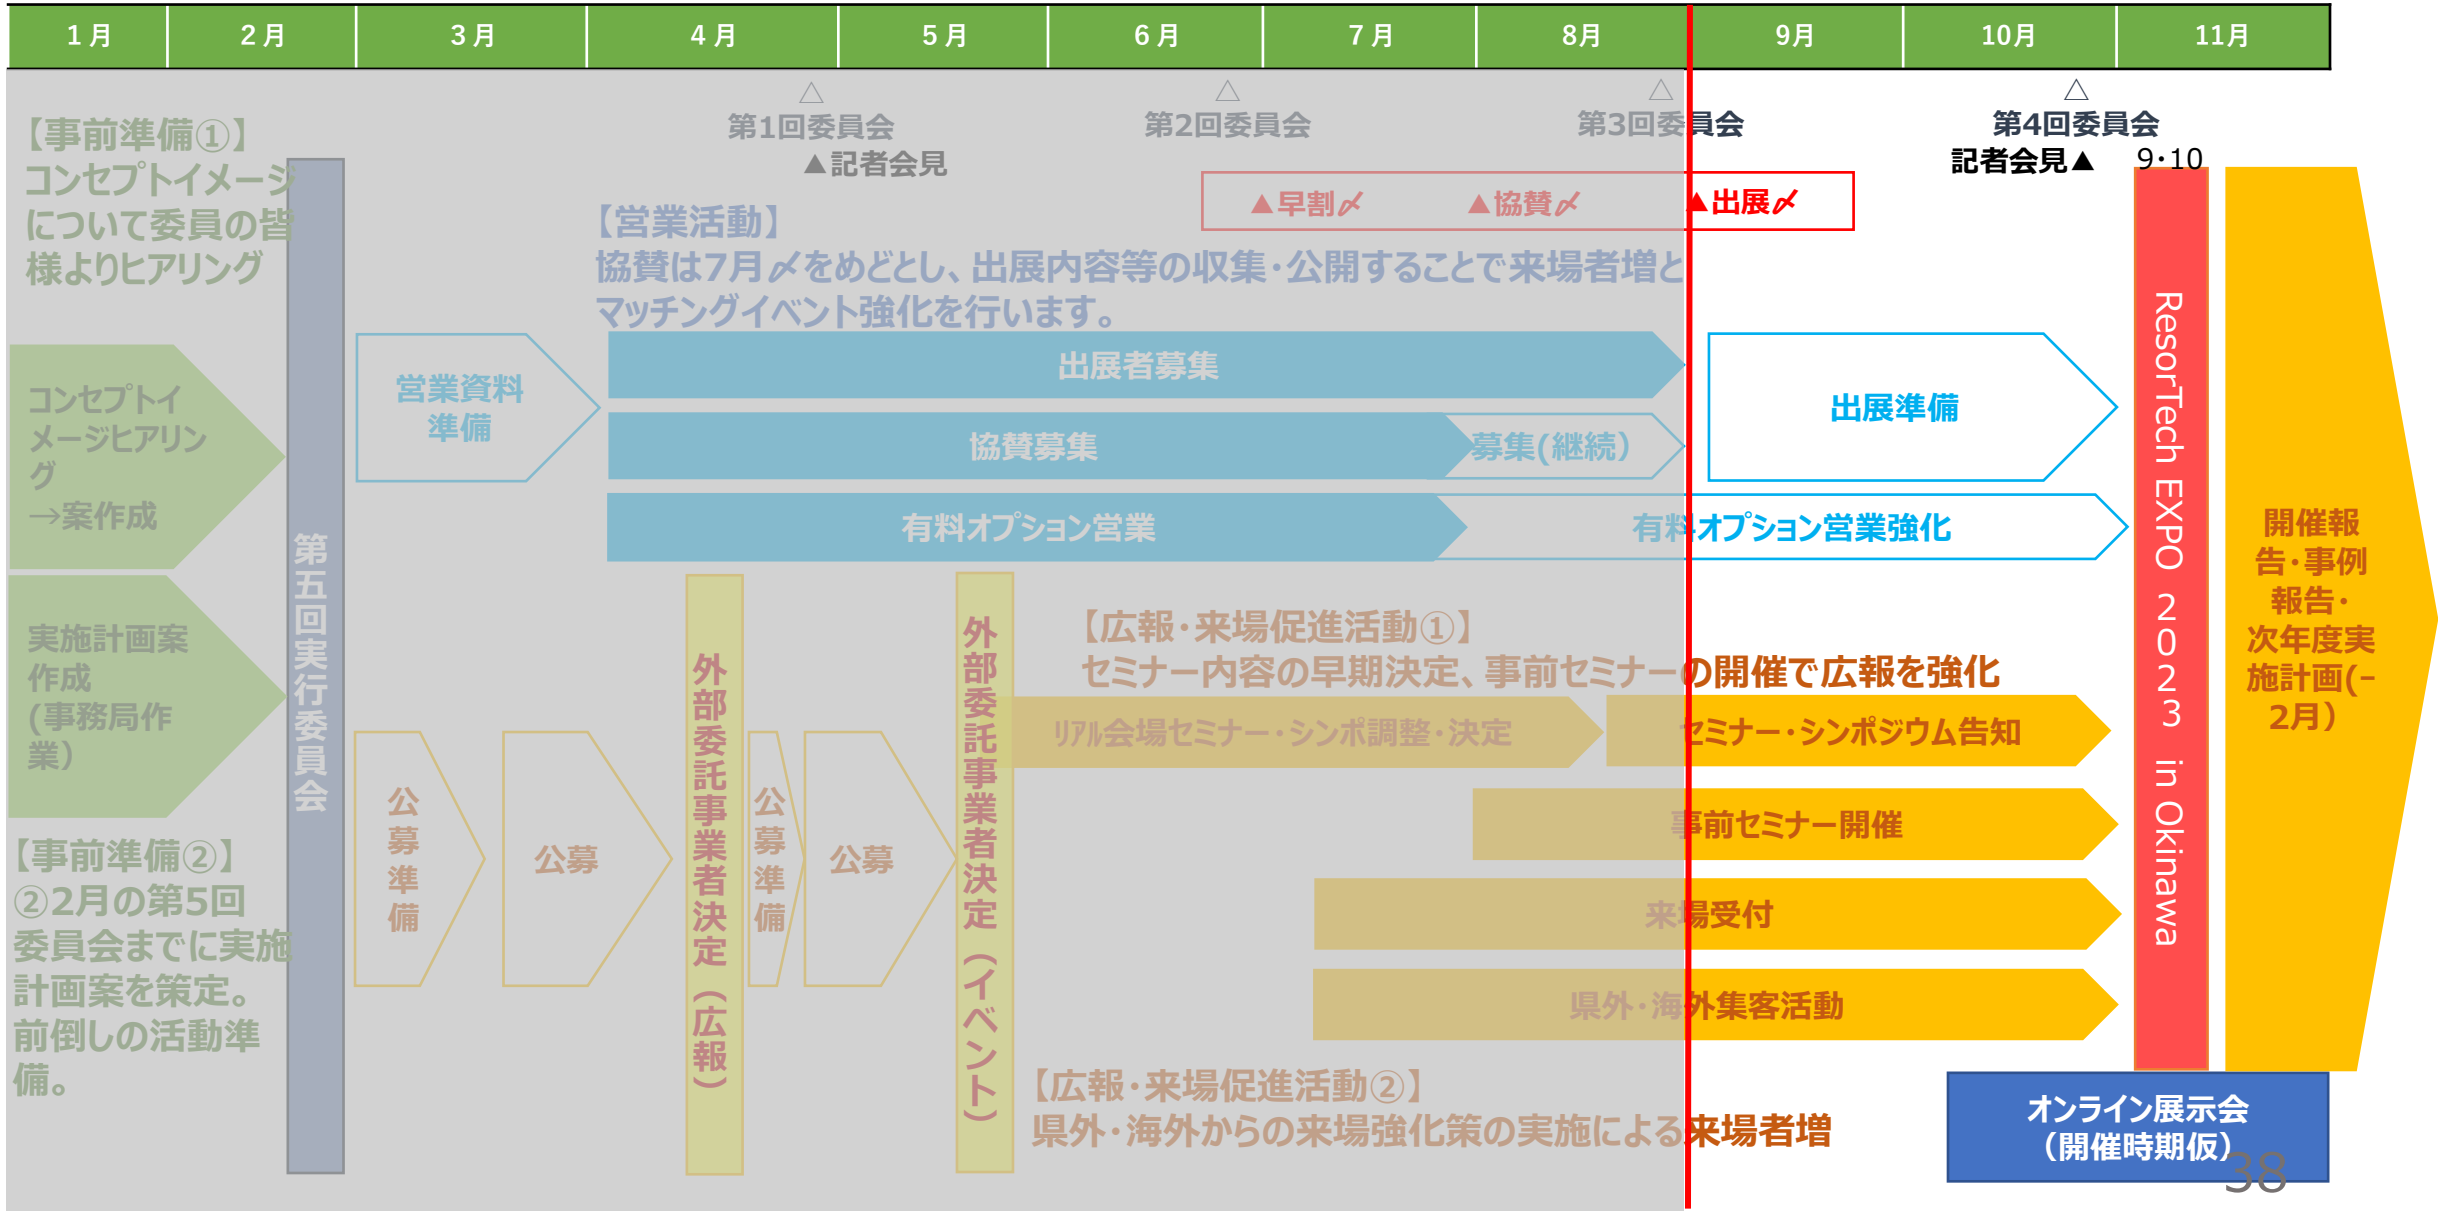 1月
2月
3月
4月
5月
6月
7月
8月
9月
10月
11月
△
第1回委員会
▲記者会見
△
第2回委員会
△
第3回委員会
△
第4回委員会
記者会見▲
9・10
【事前準備①】
コンセプトイメージ
について委員の皆
様よりヒアリング
▲早割〆
▲協賛〆
▲出展〆
【営業活動】
協賛は7月〆をめどとし、出展内容等の収集・公開することで来場者増と
マッチングイベント強化を行います。
コンセプトイ
メージヒアリン
グ
→案作成
営業資料
準備
出展者募集
協賛募集
募集(継続）
有料オプション営業
有料オプション営業強化
出展準備
実施計画案
作成
(事務局作
業）
第五回実行委員会
【事前準備②】
②2月の第5回
委員会までに実施
計画案を策定。
前倒しの活動準
備。
公募準備
公募
外部委託事業者決定（広報）
公募準備
公募
外部委託事業者決定（イベント）
【広報・来場促進活動①】
セミナー内容の早期決定、事前セミナーの開催で広報を強化
ﾘｱﾙ会場セミナー・シンポ調整・決定
セミナー・シンポジウム告知
事前セミナー開催
来場受付
県外・海外集客活動
【広報・来場促進活動②】
県外・海外からの来場強化策の実施による来場者増
ResorTech EXPO 2023 in Okinawa
開催報
告・事例
報告・
次年度実
施計画(-
2月）
オンライン展示会
（開催時期仮）
38